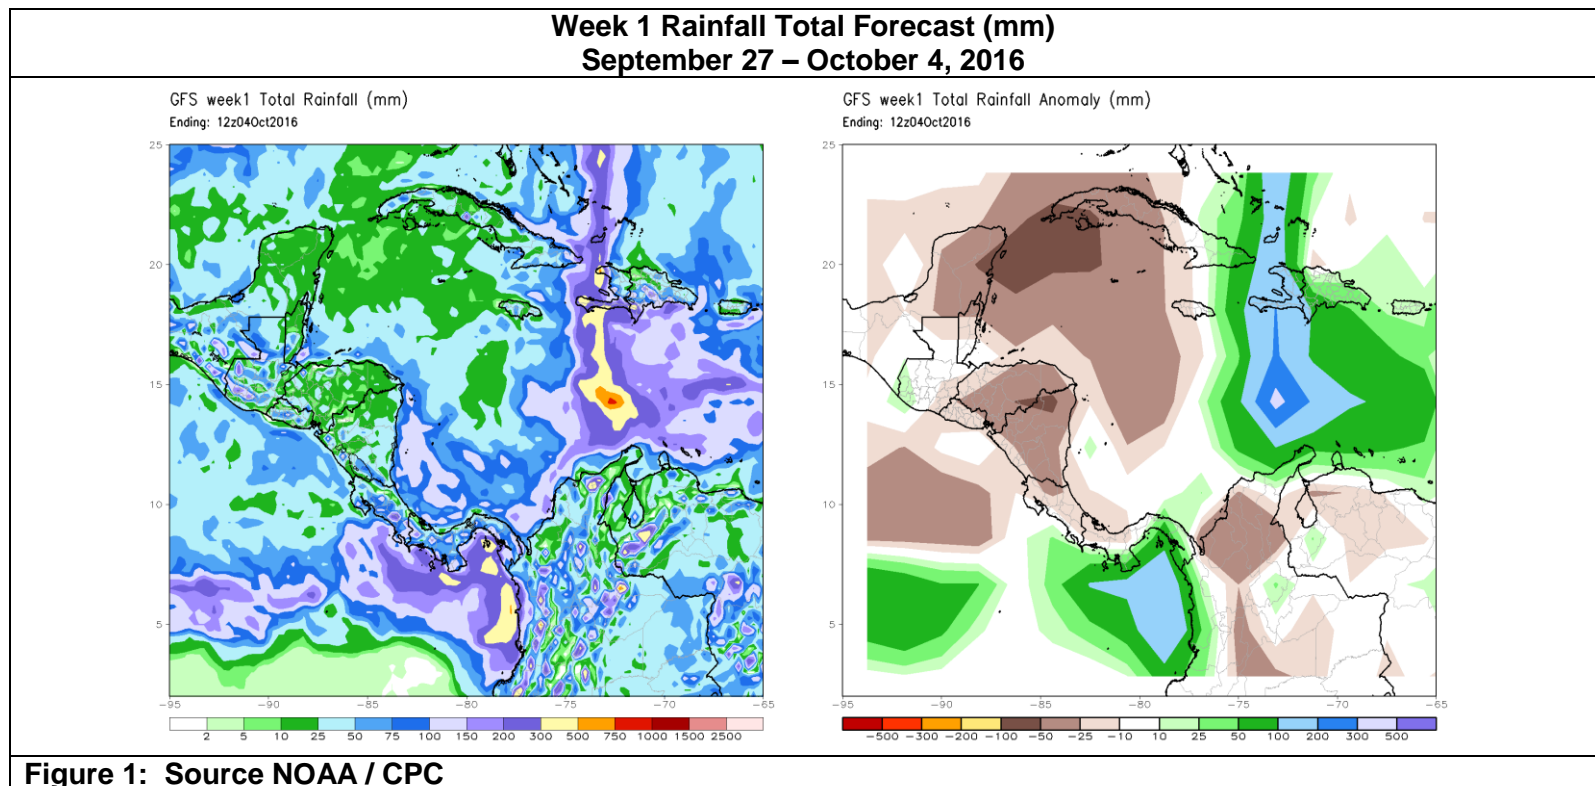 Week 1 Rainfall Total Forecast (mm)
September 27 – October 4, 2016
GFS week1 Total Rainfall (mm)
Ending: 12z04Oct2016
25
20
15
10
5
-95 -90 -85 -80 -75 -70 -65
2 5 10 25 50 75 100 150 200 300 500 750 1000 1500 2500
GFS week1 Total Rainfall Anomaly (mm)
Ending: 12z04Oct2016
25
20
15
10
5
-95 -90 -85 -80 -75 -70 -65
-500 -300 -200 -100 -50 -25 -10 10 25 50 100 200 300 500
Figure 1: Source NOAA / CPC